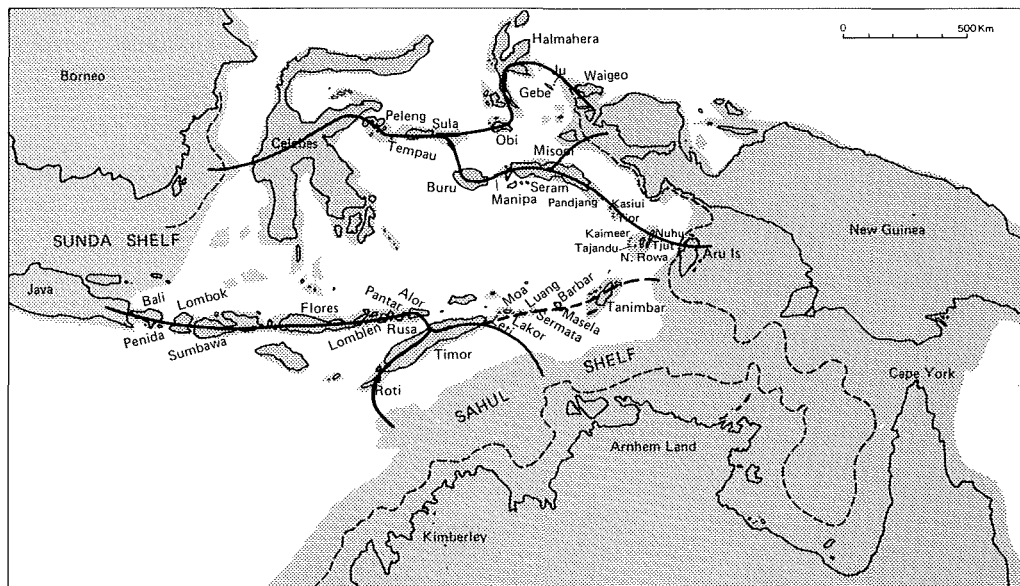 0 500 Km
Halmahera
Borneo
Ju
Waigeo
Gebe
Peleng
Sula
Obi
Celebes
Tempau
Misool
Buru
Manipa
Seram
Pandjang
Kasiui
Kor
New Guinea
SUNDA SHELF
Kaimeer
Nuhu
Tjut
Tajandu
N. Rowa
Aru Is
Java
Bali
Lombok
Flores
Pantar
Alor
Moa
Luang
Barbar
Tanimbar
Penida
Sumbawa
Lomblen
Rusa
Leti
Lakor
Sermata
Masela
Timor
Roti
SAHUL SHELF
Cape York
Arnhem Land
Kimberley